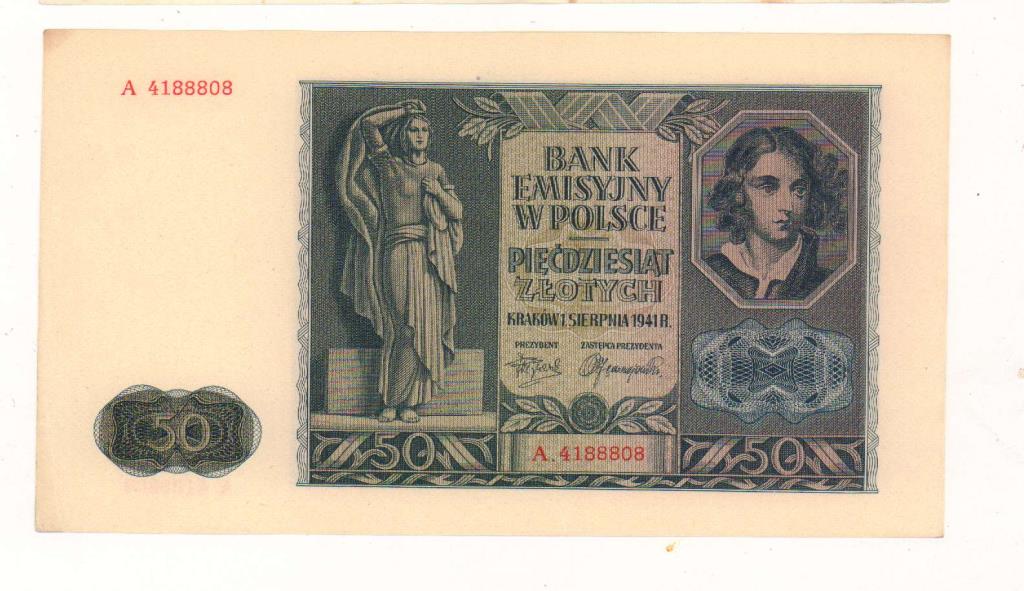 A 4188808
BANK
EMISYJNY
W POLSCE
PIĘĆDZIESIĄT
ZŁOTYCH
KRAKÓW 1. SIERPNIA 1941 R.
PREZYDENT ZASTĘPCA PREZYDENTA
50
50
A. 4188808
50